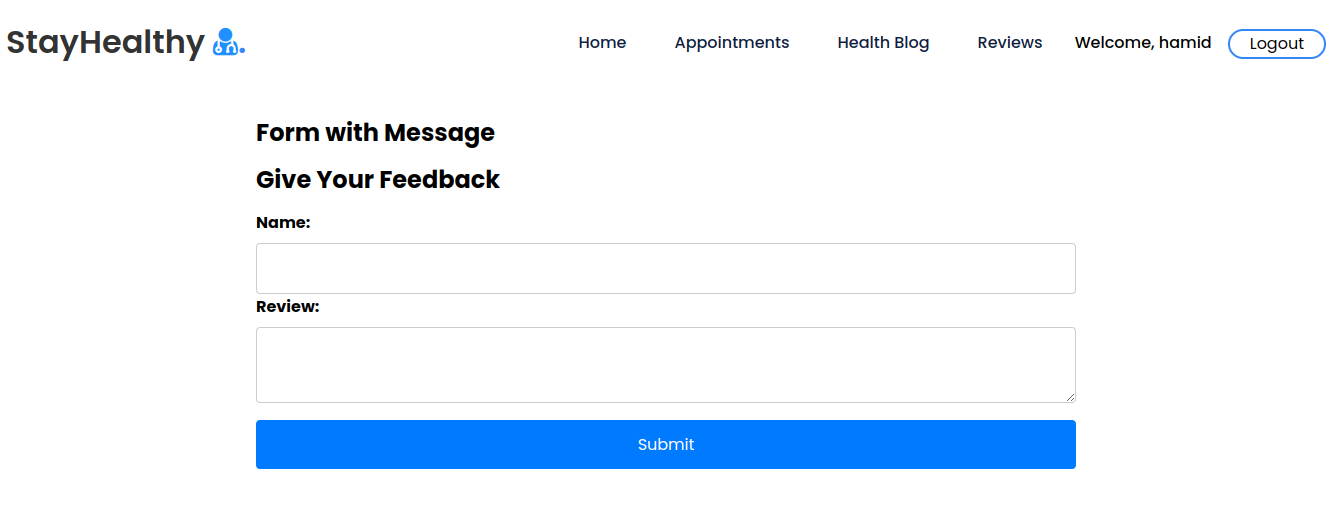 StayHealthy . Home Appointments Health Blog Reviews Welcome, hamid Logout
Form with Message
Give Your Feedback
Name:
Review:
Submit